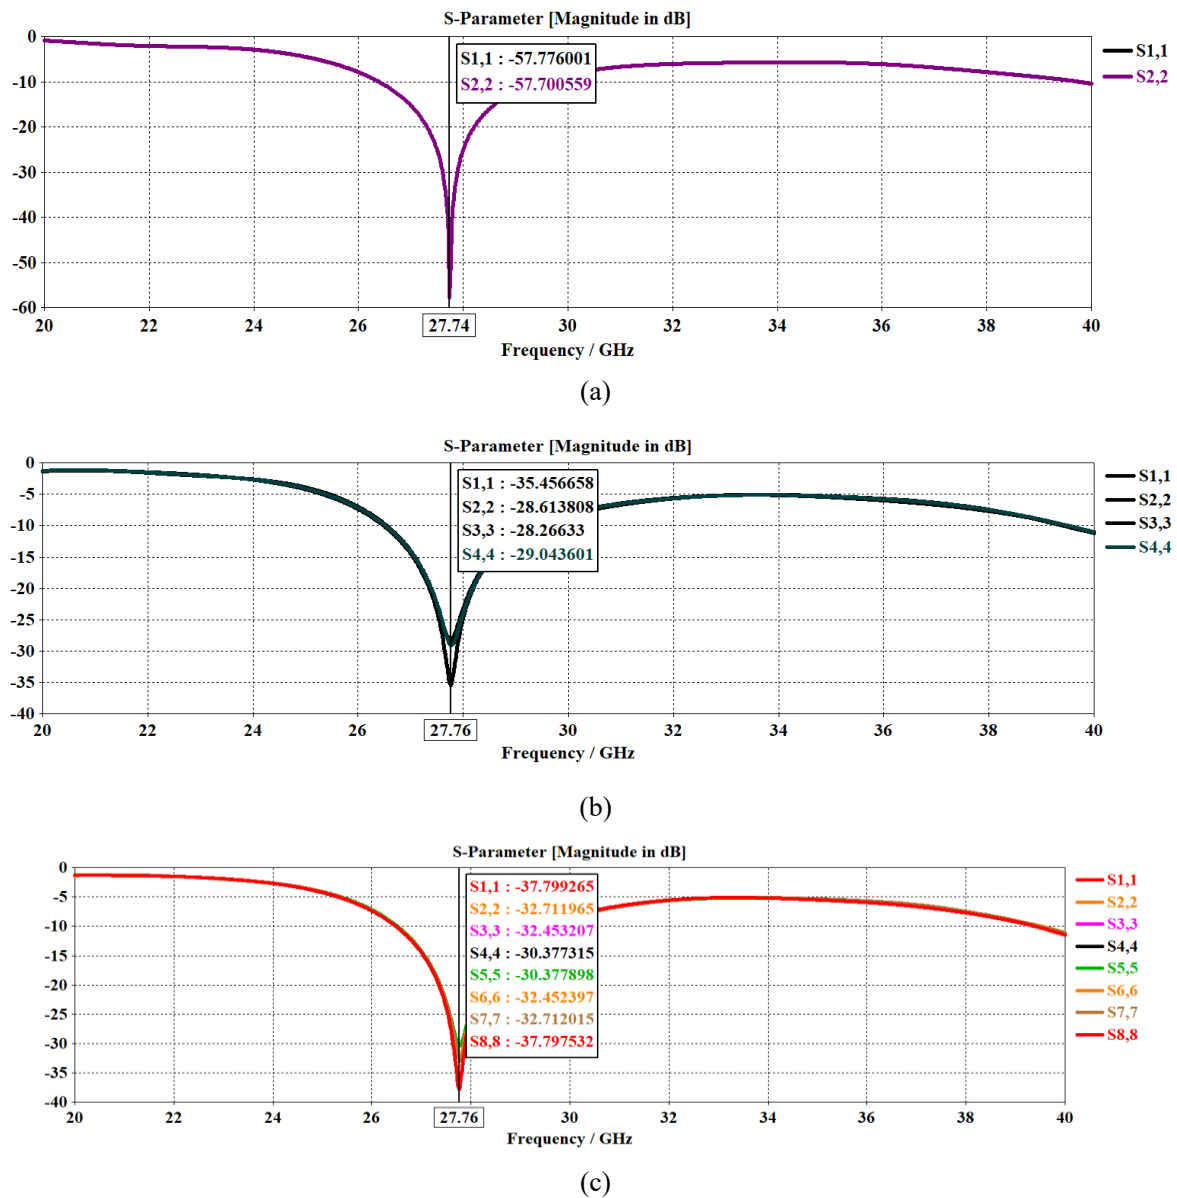 S-Parameter [Magnitude in dB]
0
-10
-20
-30
-40
-50
-60
S1,1 : -57.776001
S2,2 : -57.700559
S1,1
S2,2
20
22
24
26
27.74
30
32
34
36
38
40
Frequency / GHz
(a)
S-Parameter [Magnitude in dB]
0
-5
-10
-15
-20
-25
-30
-35
-40
S1,1 : -35.456658
S2,2 : -28.613808
S3,3 : -28.26633
S4,4 : -29.043601
S1,1
S2,2
S3,3
S4,4
20
22
24
26
27.76
30
32
34
36
38
40
Frequency / GHz
(b)
S-Parameter [Magnitude in dB]
0
-5
-10
-15
-20
-25
-30
-35
-40
S1,1 : -37.799265
S2,2 : -32.711965
S3,3 : -32.453207
S4,4 : -30.377315
S5,5 : -30.377898
S6,6 : -32.452397
S7,7 : -32.712015
S8,8 : -37.797532
S1,1
S2,2
S3,3
S4,4
S5,5
S6,6
S7,7
S8,8
20
22
24
26
27.76
30
32
34
36
38
40
Frequency / GHz
(c)